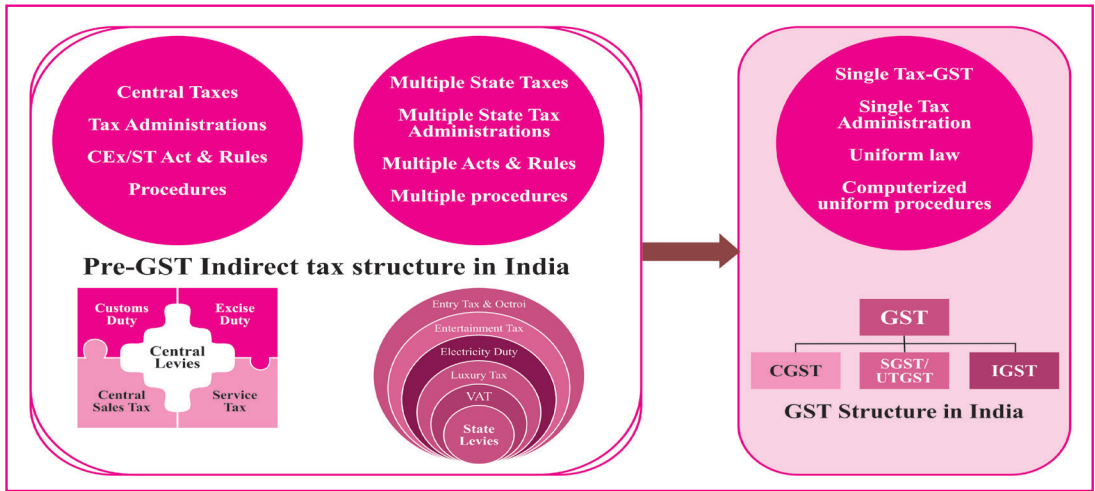 Central Taxes
Tax Administrations
CEx/ST Act & Rules
Procedures
Multiple State Taxes
Multiple State Tax
Administrations
Multiple Acts & Rules
Multiple procedures
Pre-GST Indirect tax structure in India
Customs
Duty
Excise
Duty
Central
Levies
Central
Sales Tax
Service
Tax
Entry Tax & Octroi
Entertainment Tax
Electricity Duty
Luxury Tax
VAT
State
Levies
Single Tax-GST
Single Tax
Administration
Uniform law
Computerized
uniform procedures
GST
CGST
SGST/
UTGST
IGST
GST Structure in India